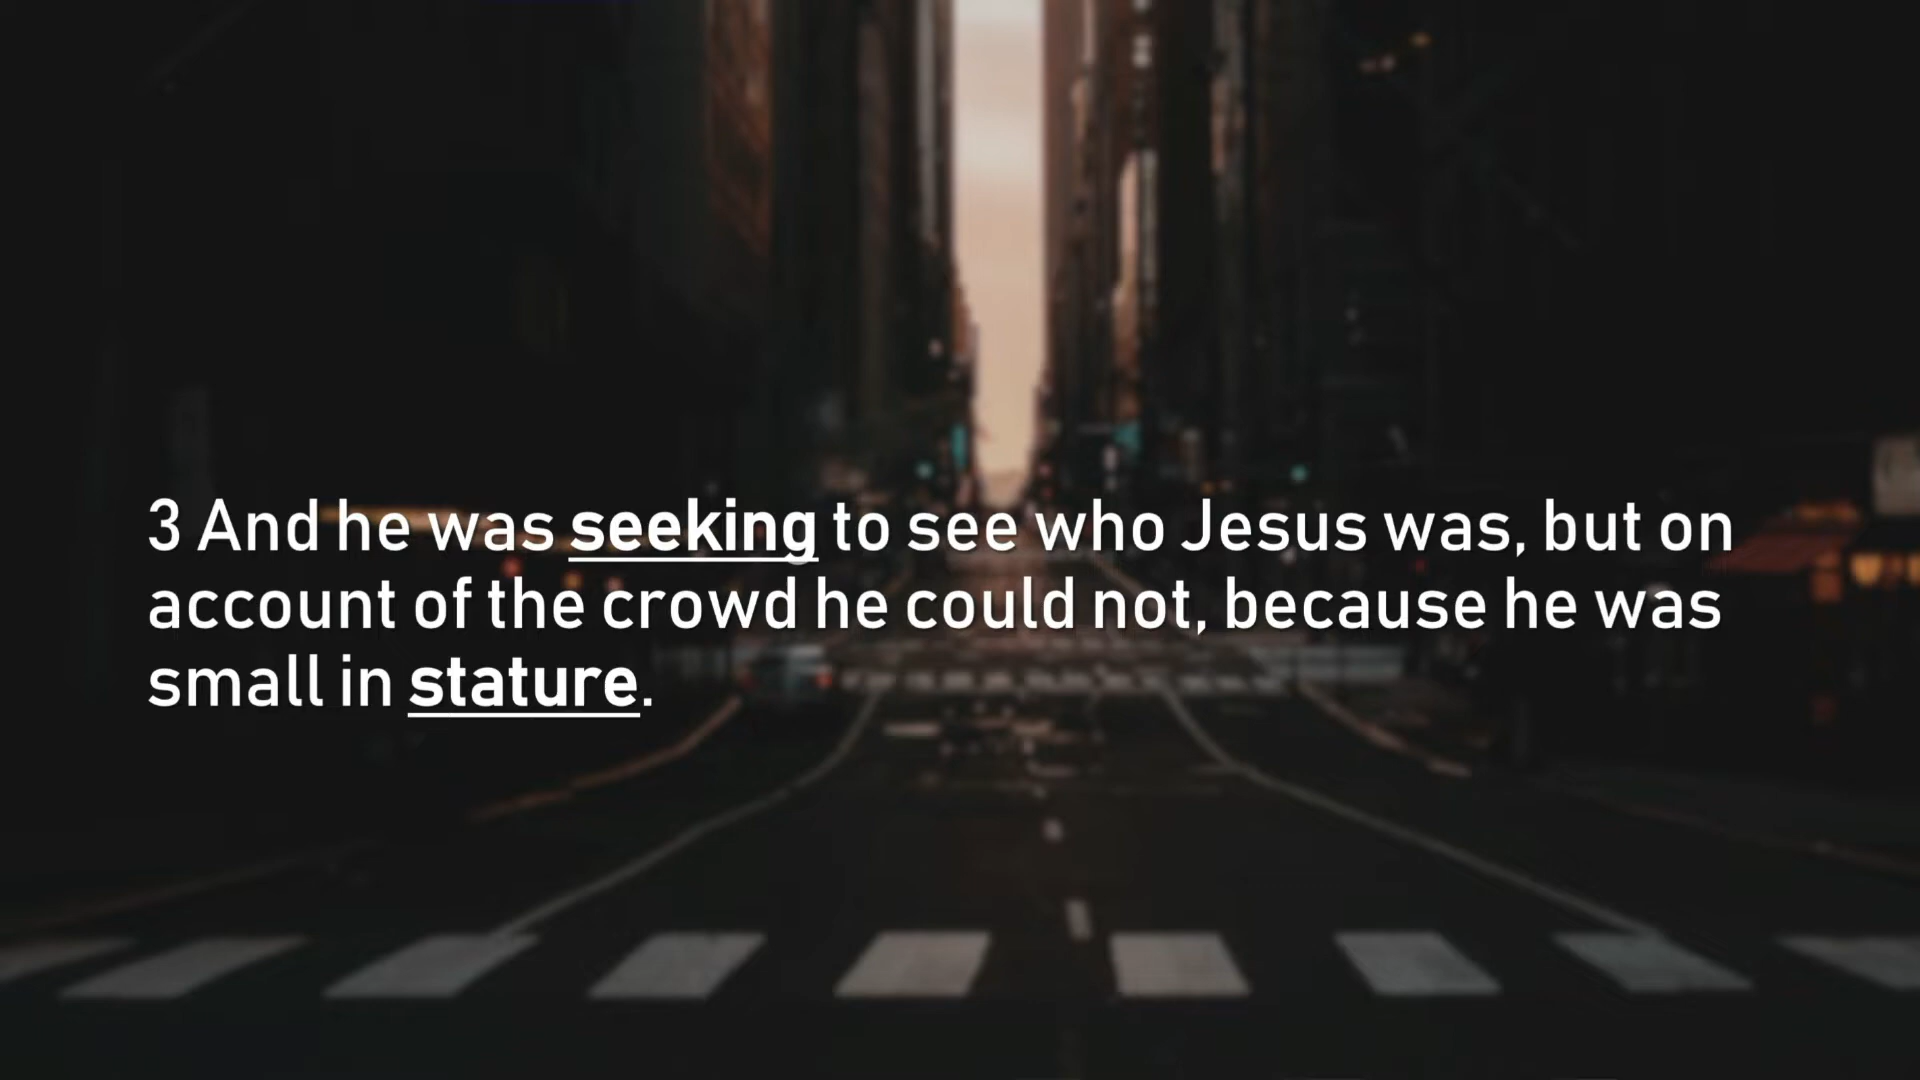 3 And he was seeking to see who Jesus was, but on
account of the crowd he could not, because he was
small in stature.